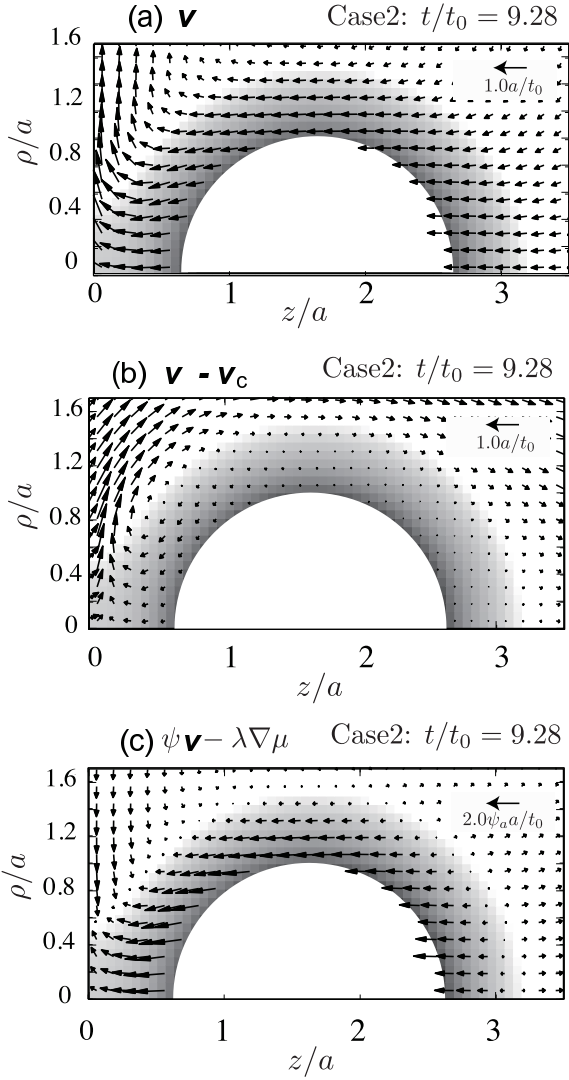 (a) v Case2: t/t₀ = 9.28
1.6
1.2
0.8
0.4
0
ρ/a
1.0a/t₀
0 1 2 3
z/a
(b) v - v꜀ Case2: t/t₀ = 9.28
1.6
1.2
0.8
0.4
0
ρ/a
1.0a/t₀
0 1 2 3
z/a
(c) ψv − λ∇μ Case2: t/t₀ = 9.28
1.6
1.2
0.8
0.4
0
ρ/a
2.0ψₐa/t₀
0 1 2 3
z/a